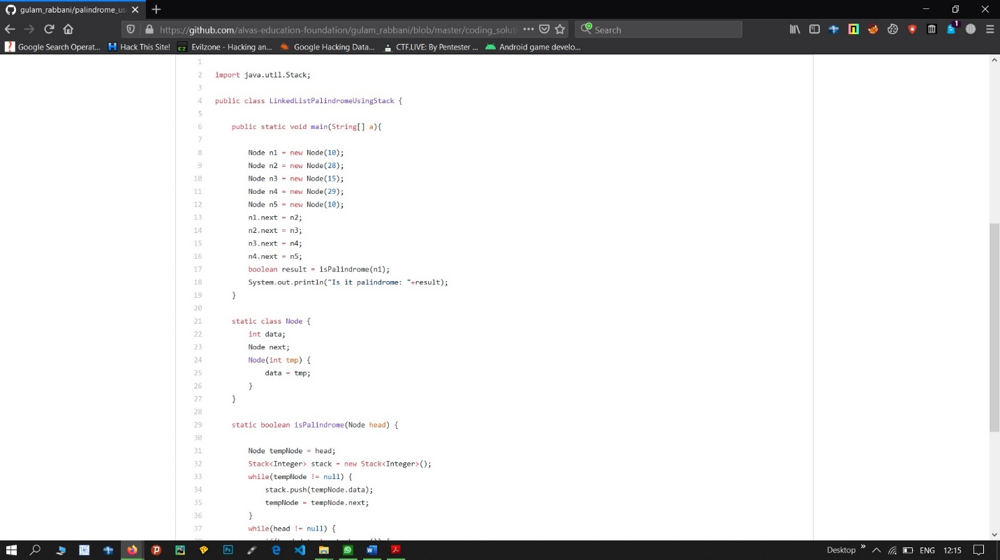 gulam_rabbani/palindrome_usi
https://github.com/alvas-education-foundation/gulam_rabbani/blob/master/coding_soluti
Search
1
Google Search Operat... Hack This Site! Evilzone - Hacking an... Google Hacking Data... CTF.LIVE: By Pentester ... Android game develo...
1
2 import java.util.Stack;
3
4 public class LinkedListPalindromeUsingStack {
5
6 public static void main(String[] a){
7
8 Node n1 = new Node(10);
9 Node n2 = new Node(28);
10 Node n3 = new Node(15);
11 Node n4 = new Node(29);
12 Node n5 = new Node(10);
13 n1.next = n2;
14 n2.next = n3;
15 n3.next = n4;
16 n4.next = n5;
17 boolean result = isPalindrome(n1);
18 System.out.println("Is it palindrome: "+result);
19 }
20
21 static class Node {
22 int data;
23 Node next;
24 Node(int tmp) {
25 data = tmp;
26 }
27 }
28
29 static boolean isPalindrome(Node head) {
30
31 Node tempNode = head;
32 Stack<Integer> stack = new Stack<Integer>();
33 while(tempNode != null) {
34 stack.push(tempNode.data);
35 tempNode = tempNode.next;
36 }
37 while(head != null) {
Desktop ENG 12:15